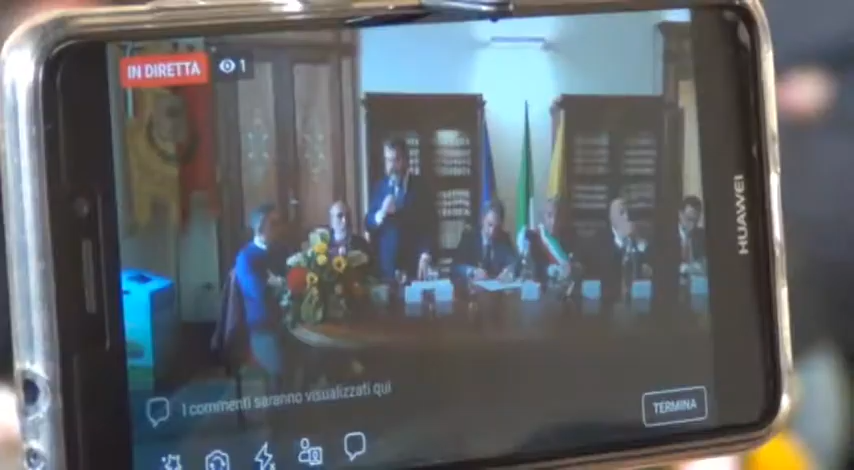 IN DIRETTA
1
HUAWEI
I commenti saranno visualizzati qui
TERMINA